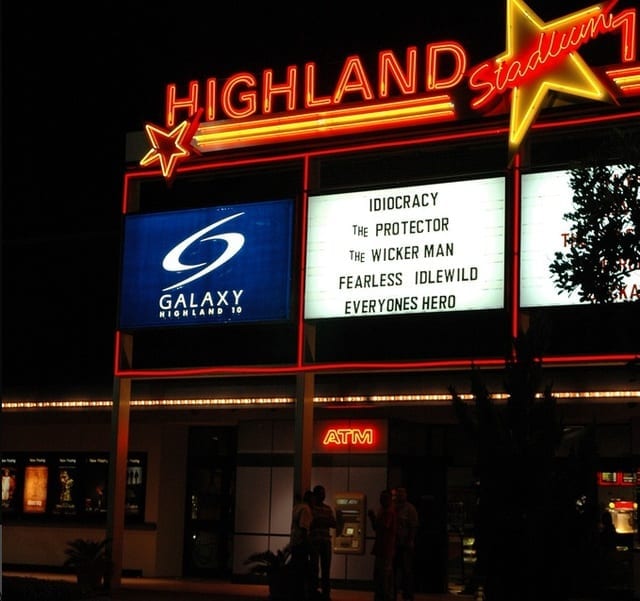 HIGHLAND
Stadium
IDIOCRACY
THE PROTECTOR
THE WICKER MAN
FEARLESS IDLEWILD
EVERYONES HERO
GALAXY
HIGHLAND 10
ATM